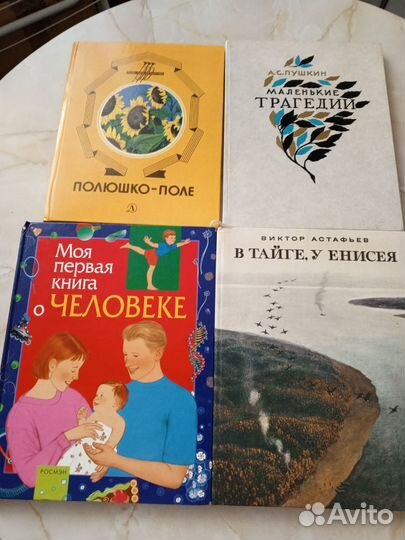 ПОЛЮШКО-ПОЛЕ
А.С.ПУШКИН
МАЛЕНЬКИЕ
ТРАГЕДИИ
Моя
первая
книга
о ЧЕЛОВЕКЕ
РОСМЭН
ВИКТОР АСТАФЬЕВ
В ТАЙГЕ, У ЕНИСЕЯ
Avito